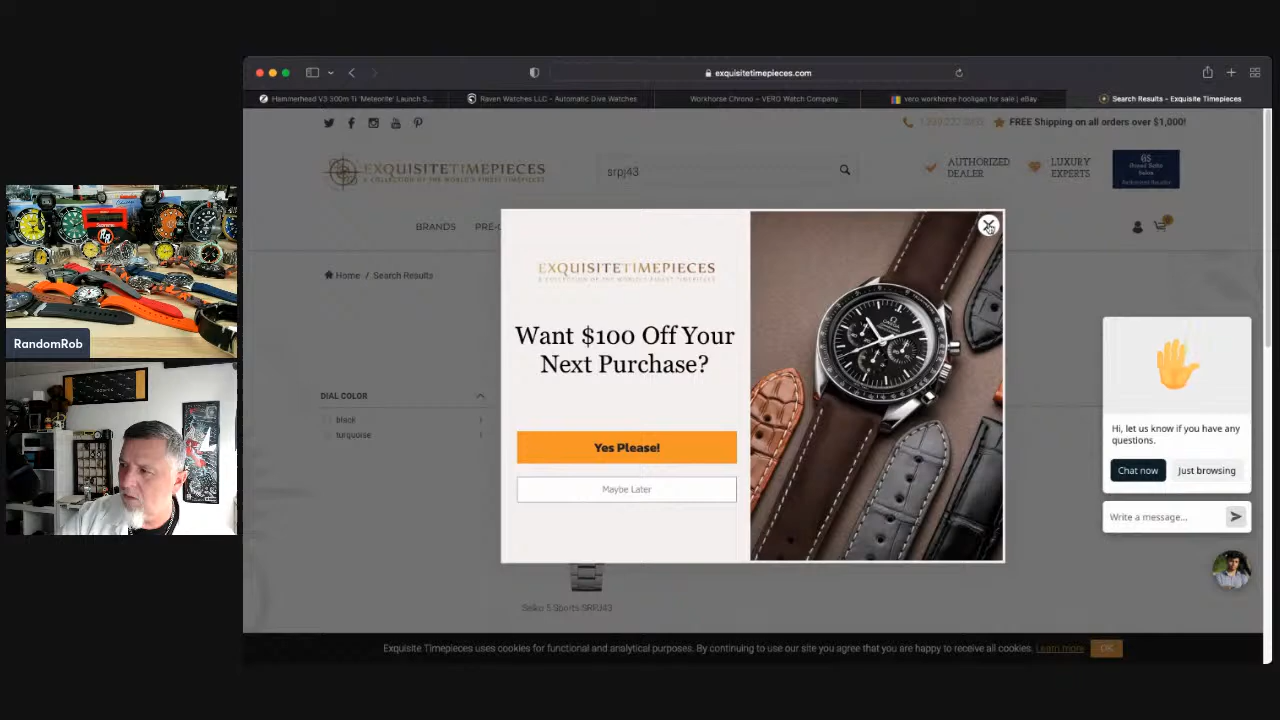 exquisitetimepieces.com
Hammerhead V3 300m Ti 'Meteorite' Launch S...
Raven Watches LLC - Automatic Dive Watches
Workhorse Chrono – VERO Watch Company
vero workhorse hooligan for sale | eBay
Search Results - Exquisite Timepieces
FREE Shipping on all orders over $1,000!
EXQUISITETIMEPIECES
A COLLECTION OF THE WORLD'S FINEST TIMEPIECES
srpj43
AUTHORIZED
DEALER
LUXURY
EXPERTS
GS
BRANDS
PRE-
Home / Search Results
EXQUISITETIMEPIECES
A COLLECTION OF THE WORLD'S FINEST TIMEPIECES
Want $100 Off Your
Next Purchase?
Yes Please!
Maybe Later
OMEGA
DIAL COLOR
black
turquoise
RandomRob
Hi, let us know if you have any
questions.
Chat now
Just browsing
Write a message...
Seiko 5 Sports SRPJ43
Exquisite Timepieces uses cookies for functional and analytical purposes. By continuing to use our site you agree that you are happy to receive all cookies. Learn more
OK